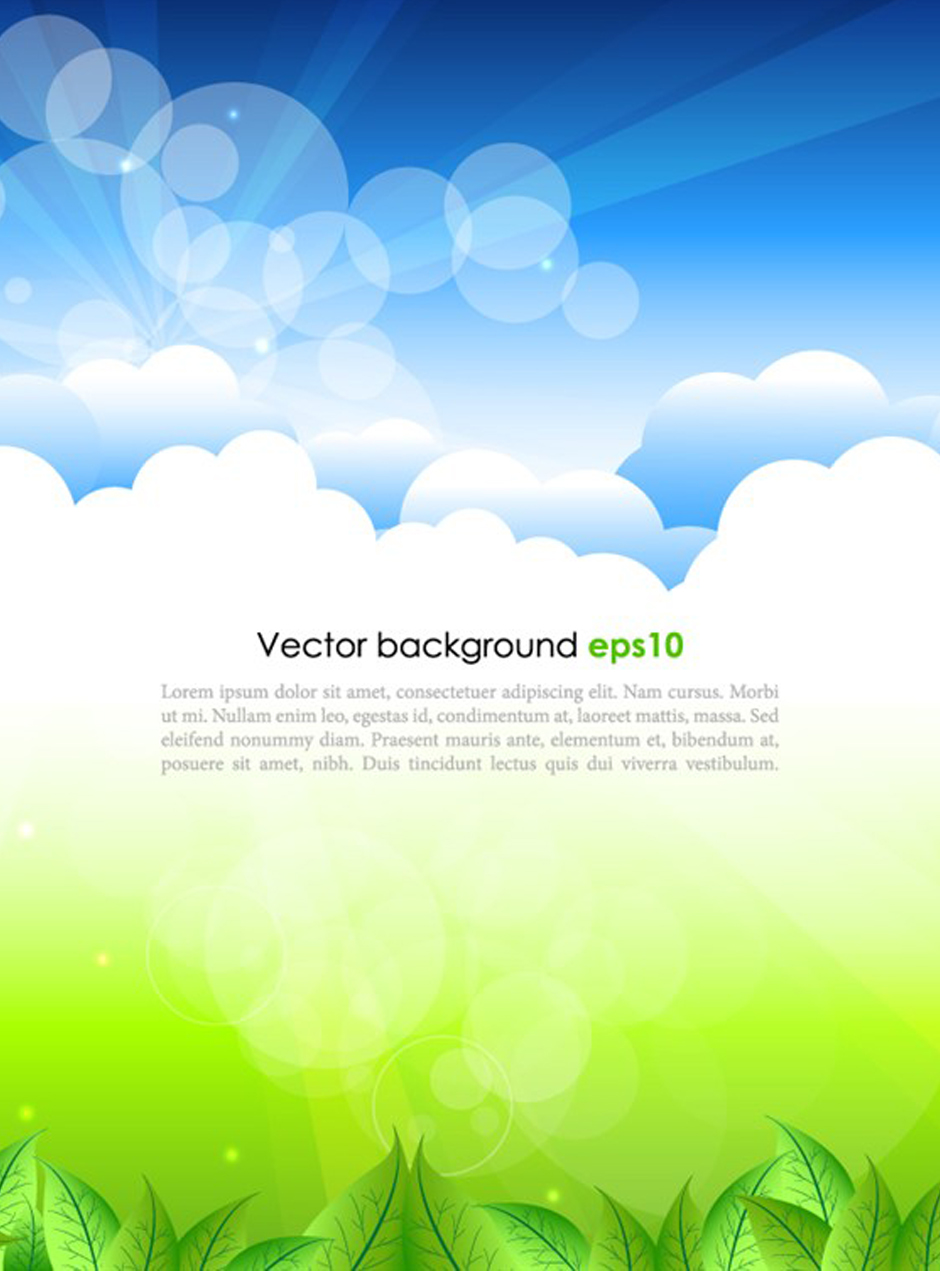 Vector background eps10
Lorem ipsum dolor sit amet, consectetuer adipiscing elit. Nam cursus. Morbi
ut mi. Nullam enim leo, egestas id, condimentum at, laoreet mattis, massa. Sed
eleifend nonummy diam. Praesent mauris ante, elementum et, bibendum at,
posuere sit amet, nibh. Duis tincidunt lectus quis dui viverra vestibulum.